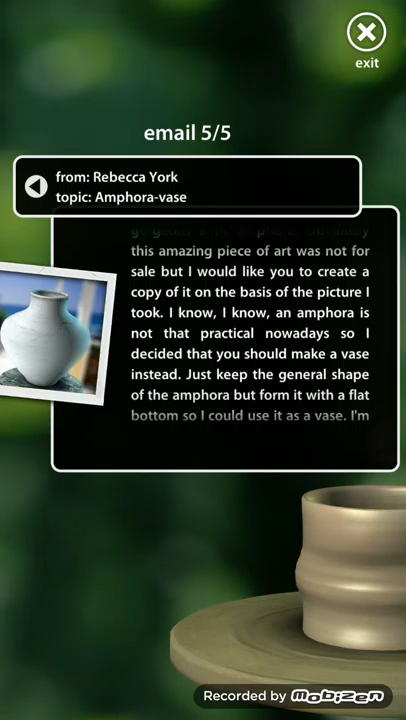 exit
email 5/5
from: Rebecca York
topic: Amphora-vase
this amazing piece of art was not for
sale but I would like you to create a
copy of it on the basis of the picture I
took. I know, I know, an amphora is
not that practical nowadays so I
decided that you should make a vase
instead. Just keep the general shape
of the amphora but form it with a flat
bottom so I could use it as a vase. I'm
Recorded by mobizen